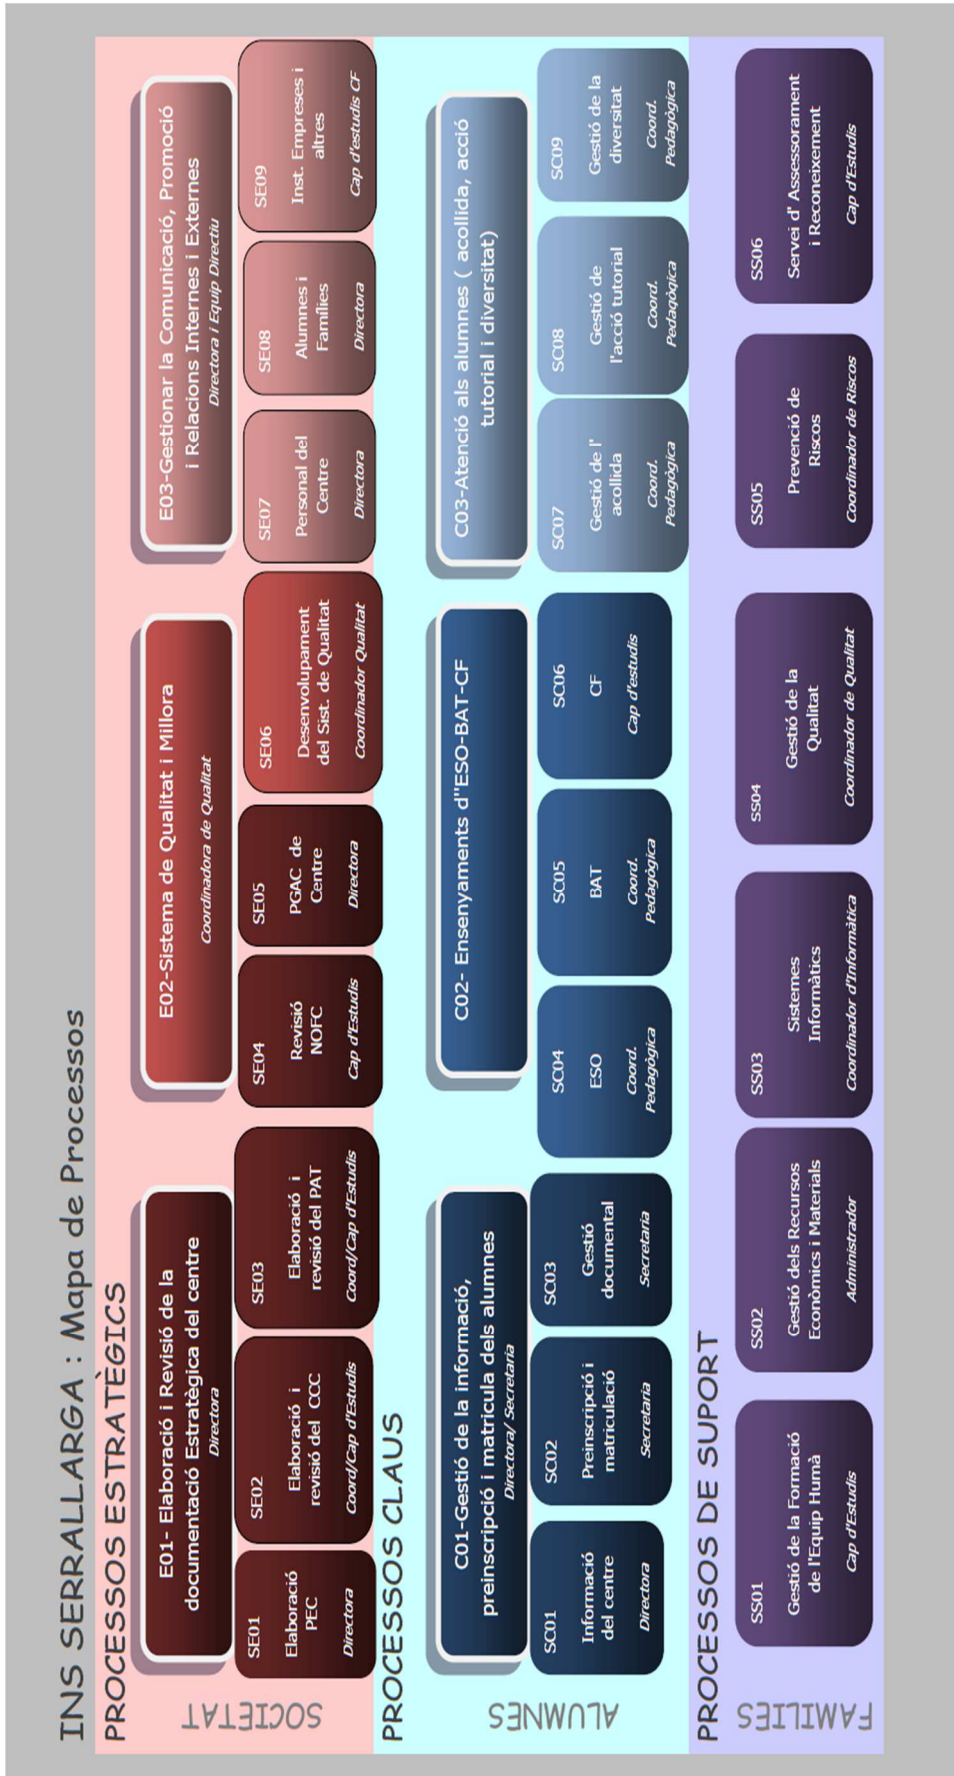 INS SERRALLARGA : Mapa de Processos
PROCESSOS ESTRATÈGICS
SOCIETAT
E01- Elaboració i Revisió de la
documentació Estratègica del centre
Directora
SE01
Elaboració
PEC
Directora
SE02
Elaboració i
revisió del CCC
Coord/Cap d'Estudis
SE03
Elaboració i
revisió del PAT
Coord/Cap d'Estudis
E02-Sistema de Qualitat i Millora
Coordinadora de Qualitat
SE04
Revisió
NOFC
Cap d'Estudis
SE05
PGAC de
Centre
Directora
SE06
Desenvolupament
del Sist. de Qualitat
Coordinador Qualitat
E03-Gestionar la Comunicació, Promoció
i Relacions Internes i Externes
Directora i Equip Directiu
SE07
Personal del
Centre
Directora
SE08
Alumnes i
Famílies
Directora
SE09
Inst. Empreses i
altres
Cap d'estudis CF
PROCESSOS CLAUS
ALUMNES
C01-Gestió de la informació,
preinscripció i matricula dels alumnes
Directora/ Secretaria
SC01
Informació
del centre
Directora
SC02
Preinscripció i
matriculació
Secretaria
SC03
Gestió
documental
Secretaria
C02- Ensenyaments d"ESO-BAT-CF
SC04
ESO
Coord.
Pedagògica
SC05
BAT
Coord.
Pedagògica
SC06
CF
Cap d'estudis
C03-Atenció als alumnes ( acollida, acció
tutorial i diversitat)
SC07
Gestió de l'
acollida
Coord.
Pedagògica
SC08
Gestió de
l'acció tutorial
Coord.
Pedagògica
SC09
Gestió de la
diversitat
Coord.
Pedagògica
PROCESSOS DE SUPORT
FAMILIES
SS01
Gestió de la Formació
de l'Equip Humà
Cap d'Estudis
SS02
Gestió dels Recursos
Econòmics i Materials
Administrador
SS03
Sistemes
Informàtics
Coordinador d'Informàtica
SS04
Gestió de la
Qualitat
Coordinador de Qualitat
SS05
Prevenció de
Riscos
Coordinador de Riscos
SS06
Servei d' Assessorament
i Reconeixement
Cap d'Estudis